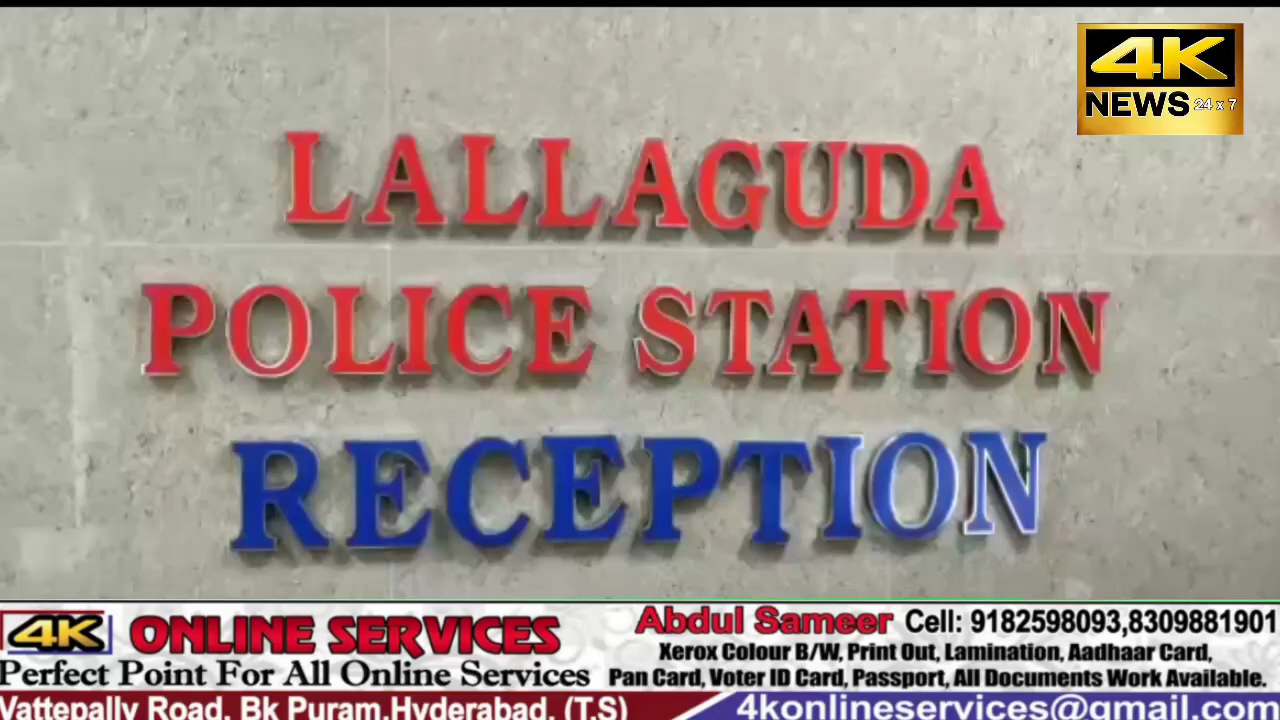 4K
NEWS 24 x 7
LALLAGUDA
POLICE STATION
RECEPTION
4K ONLINE SERVICES
Perfect Point For All Online Services
Abdul Sameer Cell: 9182598093,8309881901
Xerox Colour B/W, Print Out, Lamination, Aadhaar Card,
Pan Card, Voter ID Card, Passport, All Documents Work Available.
Vattepally Road, Bk Puram,Hyderabad, (T.S)
4konlineservices@gmail.com